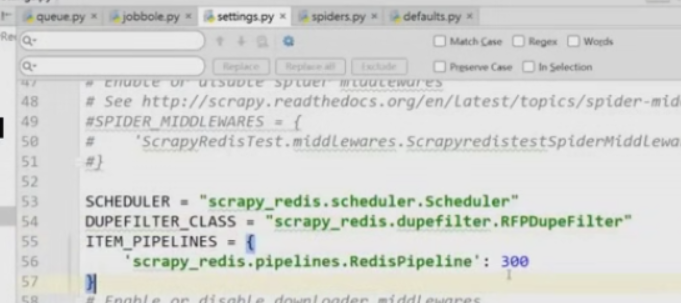 queue.py × jobbole.py × settings.py × spiders.py × defaults.py ×
Match Case Regex Words
Replace Replace all Exclude Preserve Case In Selection
47 # Enable or disable spider middlewares
48 # See http://scrapy.readthedocs.org/en/latest/topics/spider-mid
49 #SPIDER_MIDDLEWARES = {
50 # 'ScrapyRedisTest.middlewares.ScrapyredistestSpiderMiddlewa
51 #}
52
53 SCHEDULER = "scrapy_redis.scheduler.Scheduler"
54 DUPEFILTER_CLASS = "scrapy_redis.dupefilter.RFPDupeFilter"
55 ITEM_PIPELINES = {
56 'scrapy_redis.pipelines.RedisPipeline': 300
57 }
58 # Enable or disable downloader middlewares